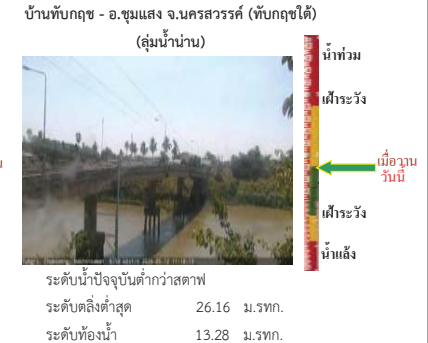 บ้านทับกฤช - อ.ชุมแสง จ.นครสวรรค์ (ทับกฤชใต้)
(ลุ่มน้ำน่าน)
น้ำท่วม
เฝ้าระวัง
เมื่อวาน
วันนี้
เฝ้าระวัง
น้ำแล้ง
ระดับน้ำปัจจุบันต่ำกว่าสตาฟ
ระดับตลิ่งต่ำสุด 26.16 ม.รทก.
ระดับท้องน้ำ 13.28 ม.รทก.